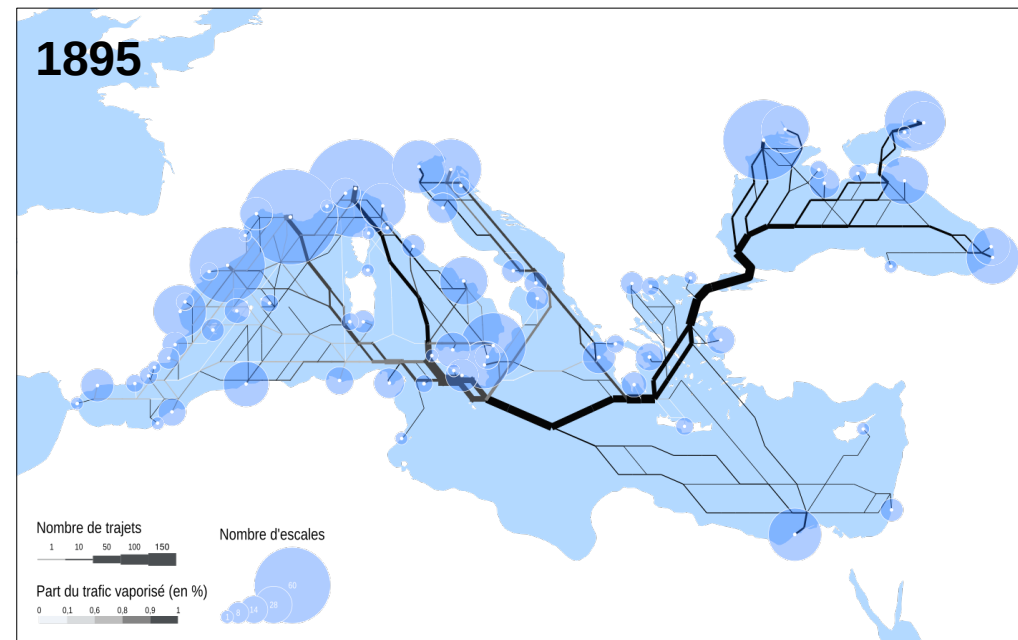 1895
Nombre de trajets
1 10 50 100 150
Nombre d'escales
60
28
14
8
1
Part du trafic vaporisé (en %)
0 0,1 0,6 0,8 0,9 1